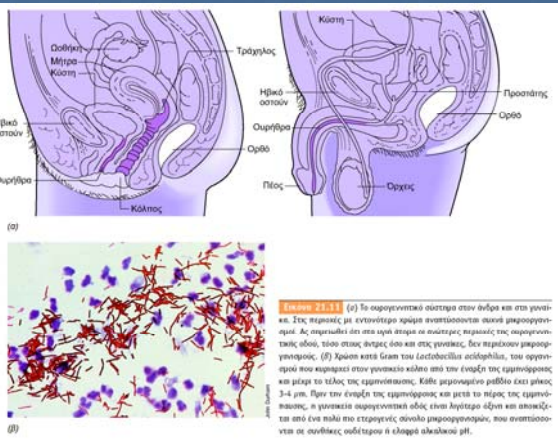 Ωοθήκη
Μήτρα
Κύστη
Τράχηλος
Ηβικό
οστούν
Ουρήθρα
Ορθό
Κόλπος
(α)
Κύστη
Ηβικό
οστούν
Ουρήθρα
Πέος
Όρχεις
Προστάτης
Ορθό
(β)
John Durham
Εικόνα 21.11 (α) Το ουρογεννητικό σύστημα στον άνδρα και στη γυναί-
κα. Στις περιοχές με εντονότερο χρώμα αναπτύσσονται συχνά μικροοργανι-
σμοί. Ας σημειωθεί ότι στα υγιή άτομα οι ανώτερες περιοχές της ουρογεννη-
τικής οδού, τόσο στους άντρες όσο και στις γυναίκες, δεν περιέχουν μικροορ-
γανισμούς. (β) Χρώση κατά Gram του Lactobacillus acidophilus, του οργανι-
σμού που κυριαρχεί στον γυναικείο κόλπο από την έναρξη της εμμηνόρροιας
και μέχρι το τέλος της εμμηνόπαυσης. Κάθε μεμονωμένο ραβδίο έχει μήκος
3-4 μm. Πριν την έναρξη της εμμηνόρροιας και μετά το πέρας της εμμηνό-
παυσης, η γυναικεία ουρογεννητική οδός είναι λιγότερο όξινη και αποικίζε-
ται από ένα πολύ πιο ετερογενές σύνολο μικροοργανισμών, που αναπτύσσο-
νται σε συνθήκες ουδέτερου ή ελαφρά αλκαλικού pH.